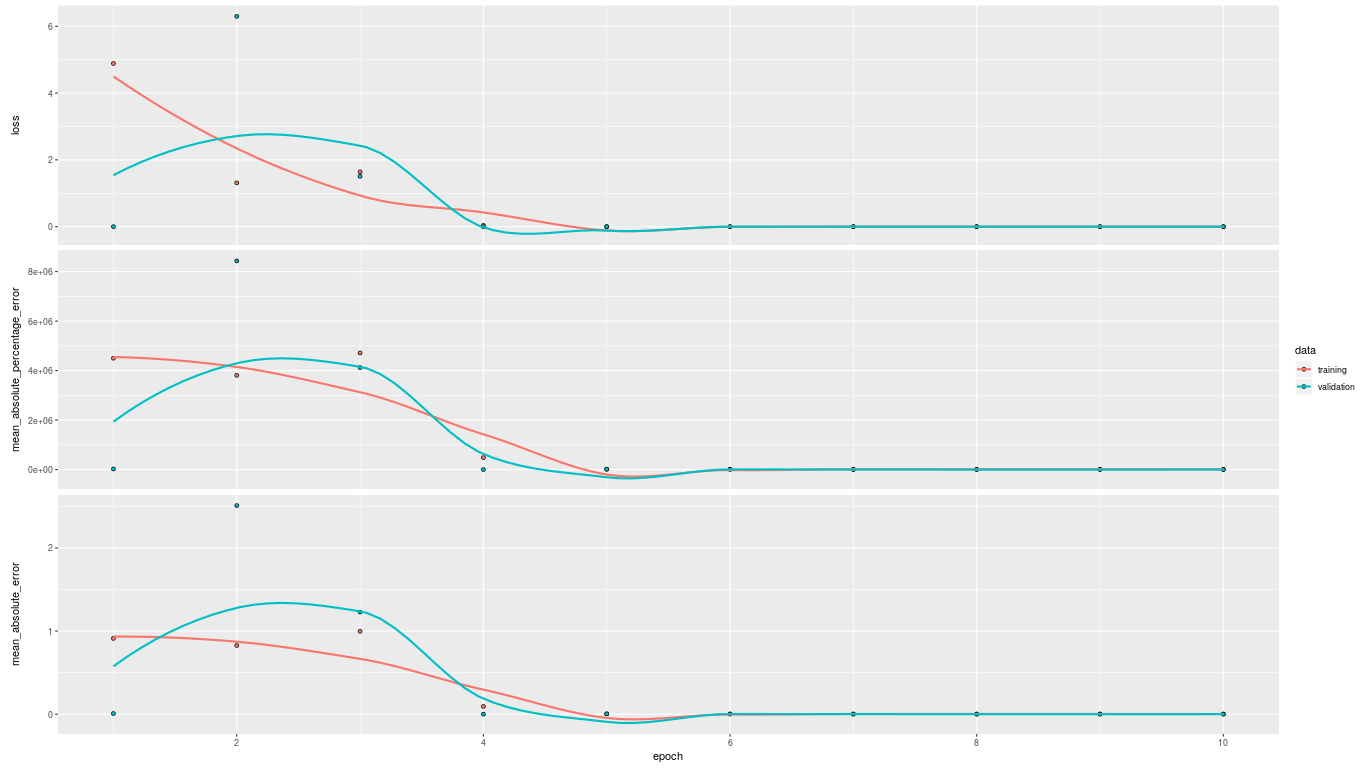 6
4
2
0
loss
8e+06
6e+06
4e+06
2e+06
0e+00
mean_absolute_percentage_error
2
1
0
mean_absolute_error
2
4
6
8
10
epoch
data
training
validation